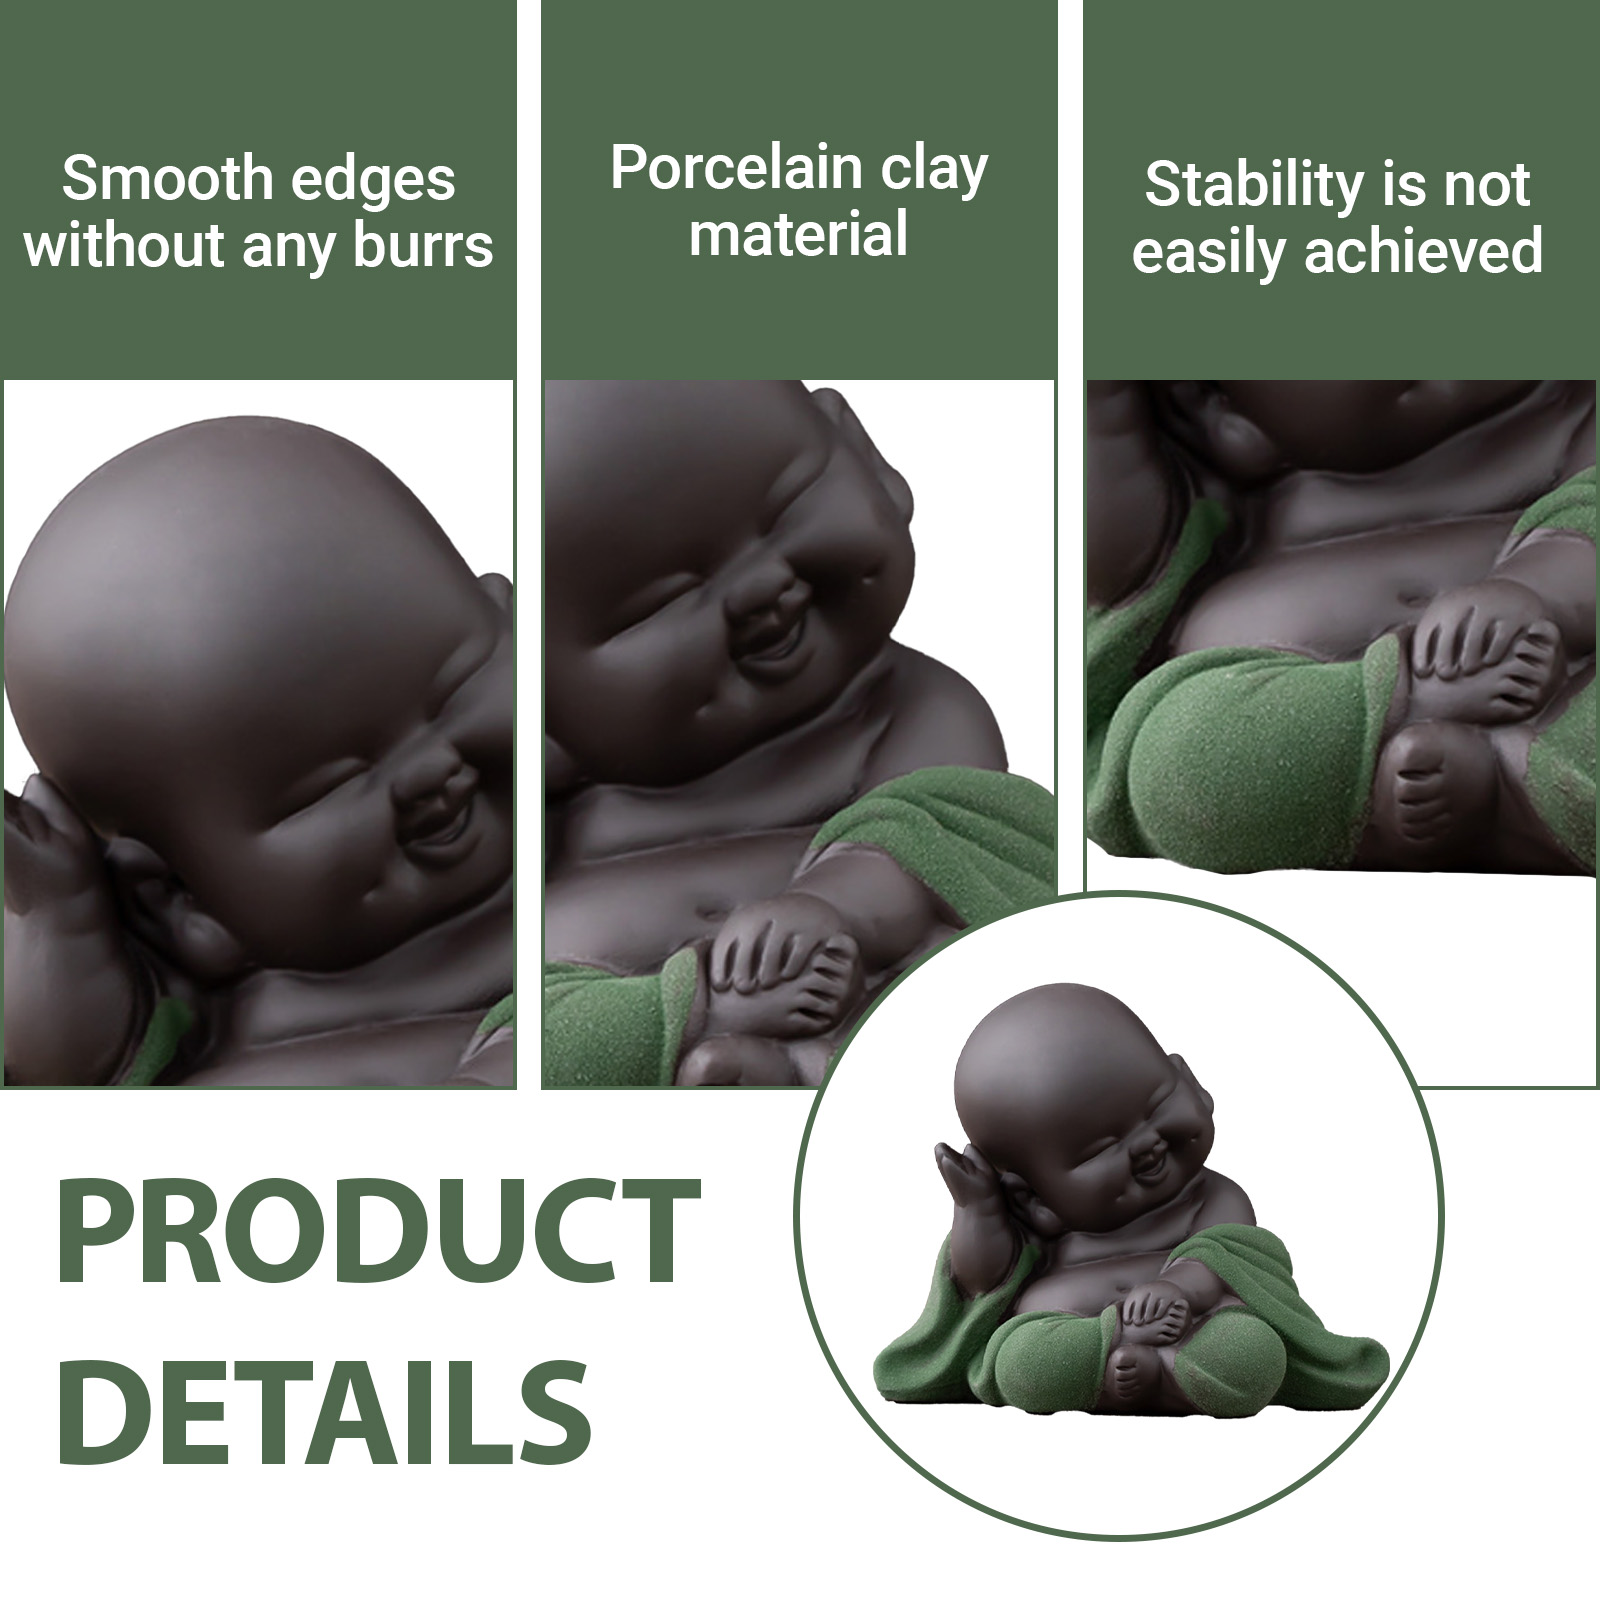 Smooth edges
without any burrs
Porcelain clay
material
Stability is not
easily achieved
PRODUCT
DETAILS